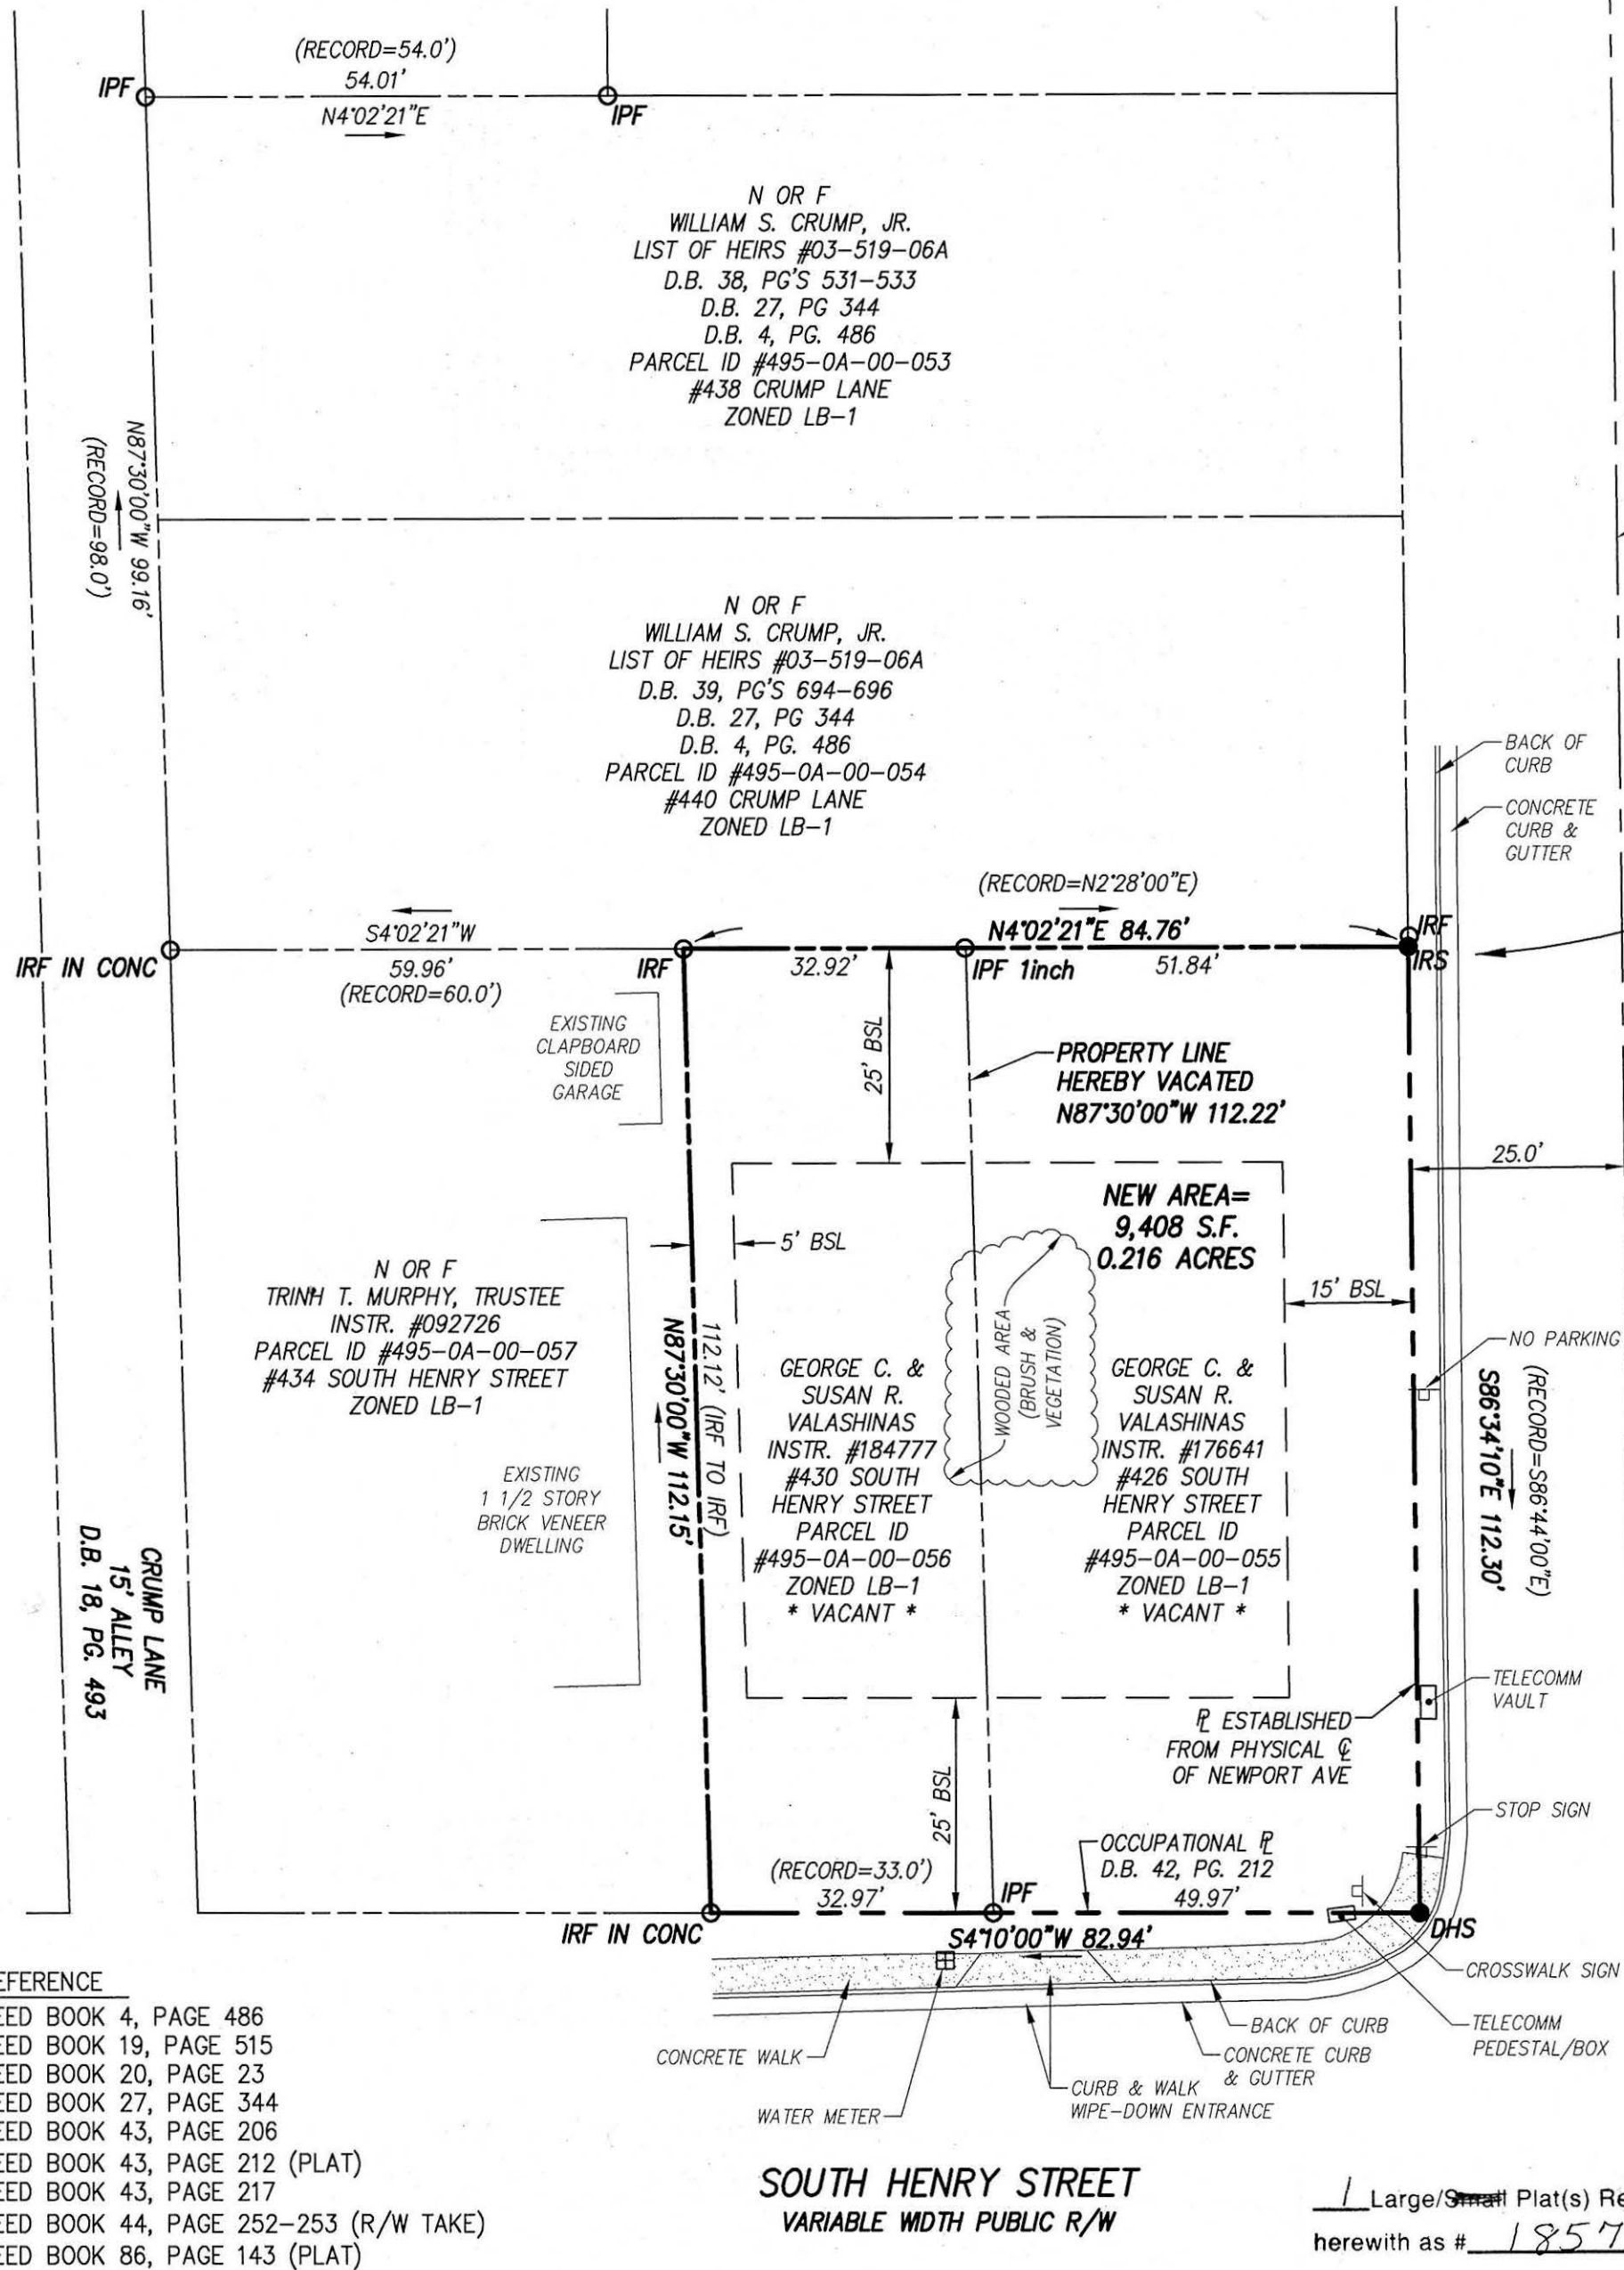 (RECORD=54.0')
54.01'
N4°02'21"E
IPF
IPF
N OR F
WILLIAM S. CRUMP, JR.
LIST OF HEIRS #03-519-06A
D.B. 38, PG'S 531-533
D.B. 27, PG 344
D.B. 4, PG. 486
PARCEL ID #495-0A-00-053
#438 CRUMP LANE
ZONED LB-1
N87°30'00"W 99.16'
(RECORD=98.0')
N OR F
WILLIAM S. CRUMP, JR.
LIST OF HEIRS #03-519-06A
D.B. 39, PG'S 694-696
D.B. 27, PG 344
D.B. 4, PG. 486
PARCEL ID #495-0A-00-054
#440 CRUMP LANE
ZONED LB-1
BACK OF
CURB
CONCRETE
CURB &
GUTTER
(RECORD=N2°28'00"E)
N4°02'21"E 84.76'
S4°02'21"W
59.96'
(RECORD=60.0')
IRF IN CONC
IRF
32.92'
IPF 1inch
51.84'
IRF
IRS
EXISTING
CLAPBOARD
SIDED
GARAGE
25' BSL
PROPERTY LINE
HEREBY VACATED
N87°30'00"W 112.22'
25.0'
NEW AREA=
9,408 S.F.
0.216 ACRES
5' BSL
15' BSL
N OR F
TRINH T. MURPHY, TRUSTEE
INSTR. #092726
PARCEL ID #495-0A-00-057
#434 SOUTH HENRY STREET
ZONED LB-1
112.12' (IRF TO IRF)
N87°30'00"W 112.15'
WOODED AREA
(BRUSH &
VEGETATION)
GEORGE C. &
SUSAN R.
VALASHINAS
INSTR. #184777
#430 SOUTH
HENRY STREET
PARCEL ID
#495-0A-00-056
ZONED LB-1
* VACANT *
GEORGE C. &
SUSAN R.
VALASHINAS
INSTR. #176641
#426 SOUTH
HENRY STREET
PARCEL ID
#495-0A-00-055
ZONED LB-1
* VACANT *
NO PARKING
(RECORD=S86°44'00"E)
S86°34'10"E 112.30'
EXISTING
1 1/2 STORY
BRICK VENEER
DWELLING
CRUMP LANE
15' ALLEY
D.B. 18, PG. 493
TELECOMM
VAULT
PL ESTABLISHED
FROM PHYSICAL CL
OF NEWPORT AVE
STOP SIGN
25' BSL
OCCUPATIONAL PL
D.B. 42, PG. 212
(RECORD=33.0')
32.97'
IPF
49.97'
IRF IN CONC
S4°10'00"W 82.94'
DHS
CROSSWALK SIGN
TELECOMM
PEDESTAL/BOX
BACK OF CURB
CONCRETE CURB
& GUTTER
CONCRETE WALK
CURB & WALK
WIPE-DOWN ENTRANCE
WATER METER
EFERENCE
EED BOOK 4, PAGE 486
EED BOOK 19, PAGE 515
EED BOOK 20, PAGE 23
EED BOOK 27, PAGE 344
EED BOOK 43, PAGE 206
EED BOOK 43, PAGE 212 (PLAT)
EED BOOK 43, PAGE 217
EED BOOK 44, PAGE 252-253 (R/W TAKE)
EED BOOK 86, PAGE 143 (PLAT)
SOUTH HENRY STREET
VARIABLE WIDTH PUBLIC R/W
1 Large/Small Plat(s) Re
herewith as # 1857